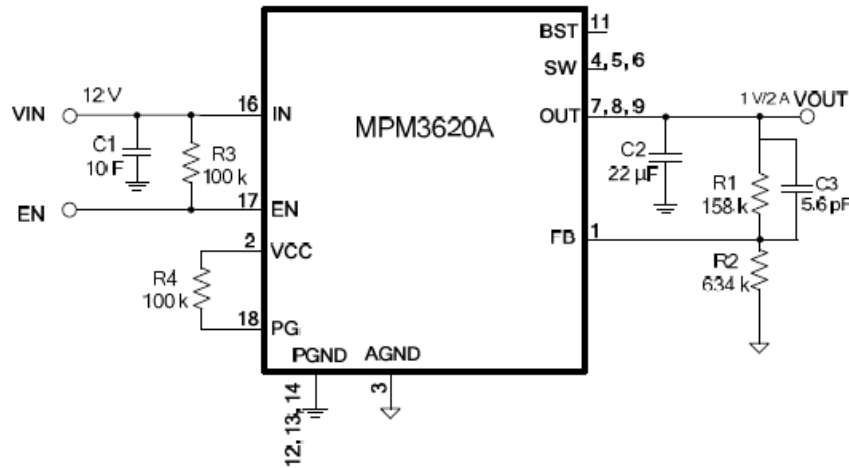 BST
11
SW
4, 5, 6
VIN
12 V
16
IN
MPM3620A
OUT
7, 8, 9
1 V/2 A
VOUT
C1
10 F
R3
100 k
C2
22 µF
R1
158 k
C3
5.6 pF
EN
17
EN
2
VCC
FB
1
R4
100 k
R2
634 k
18
PG
PGND
AGND
12, 13, 14
3